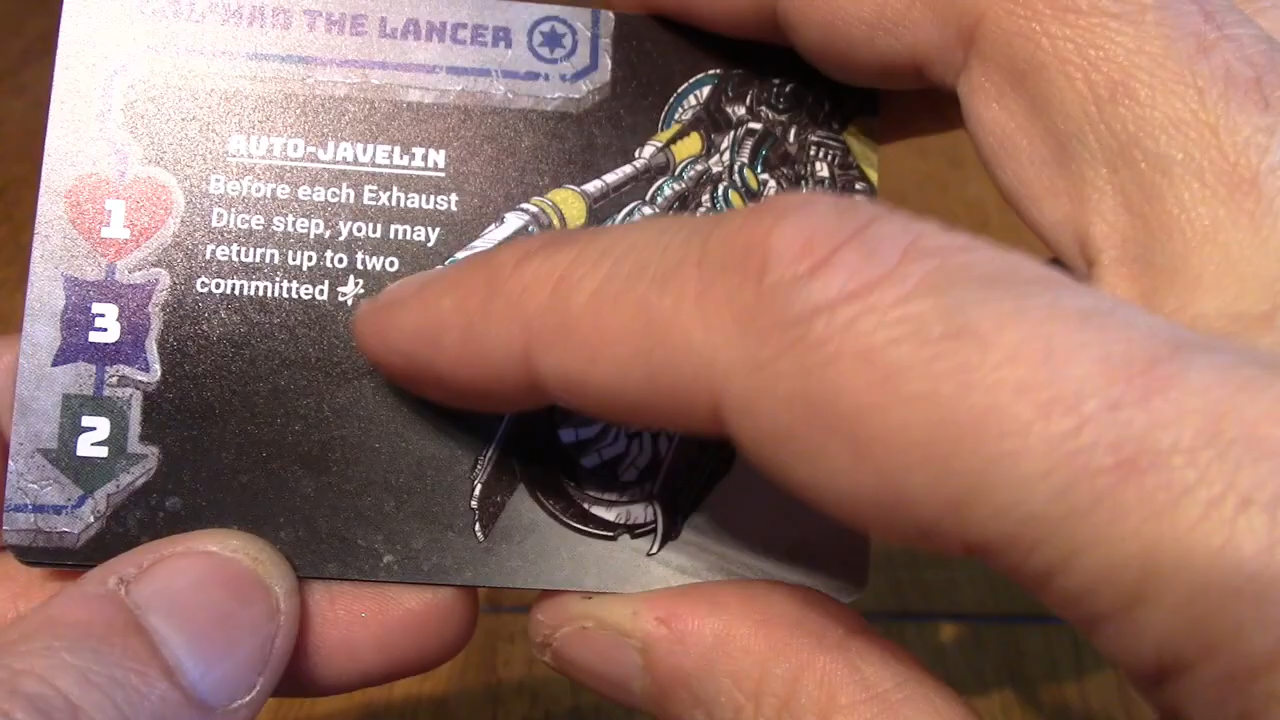 THE LANCER
AUTO-JAVELIN
Before each Exhaust
Dice step, you may
return up to two
committed
1
3
2